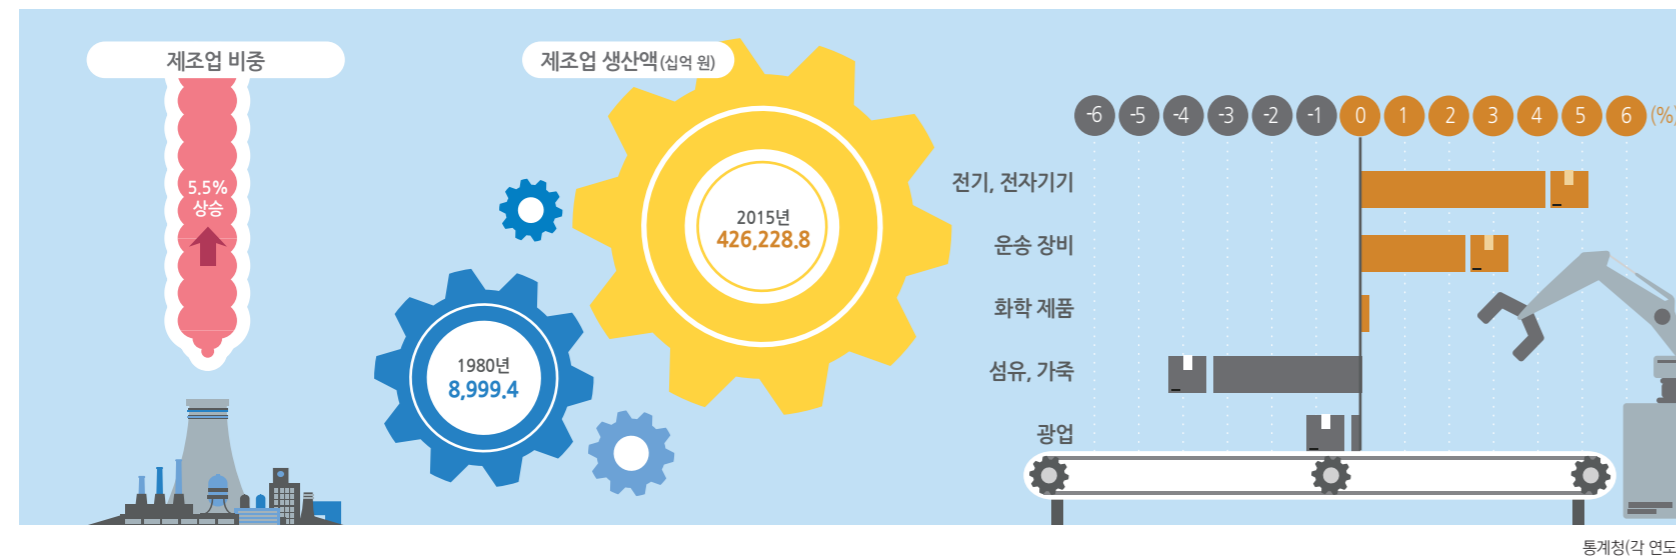 제조업 비중
5.5%
상승
제조업 생산액(십억 원)
2015년
426,228.8
1980년
8,999.4
-6 -5 -4 -3 -2 -1 0 1 2 3 4 5 6 (%)
전기, 전자기기
운송 장비
화학 제품
섬유, 가죽
광업
통계청(각 연도